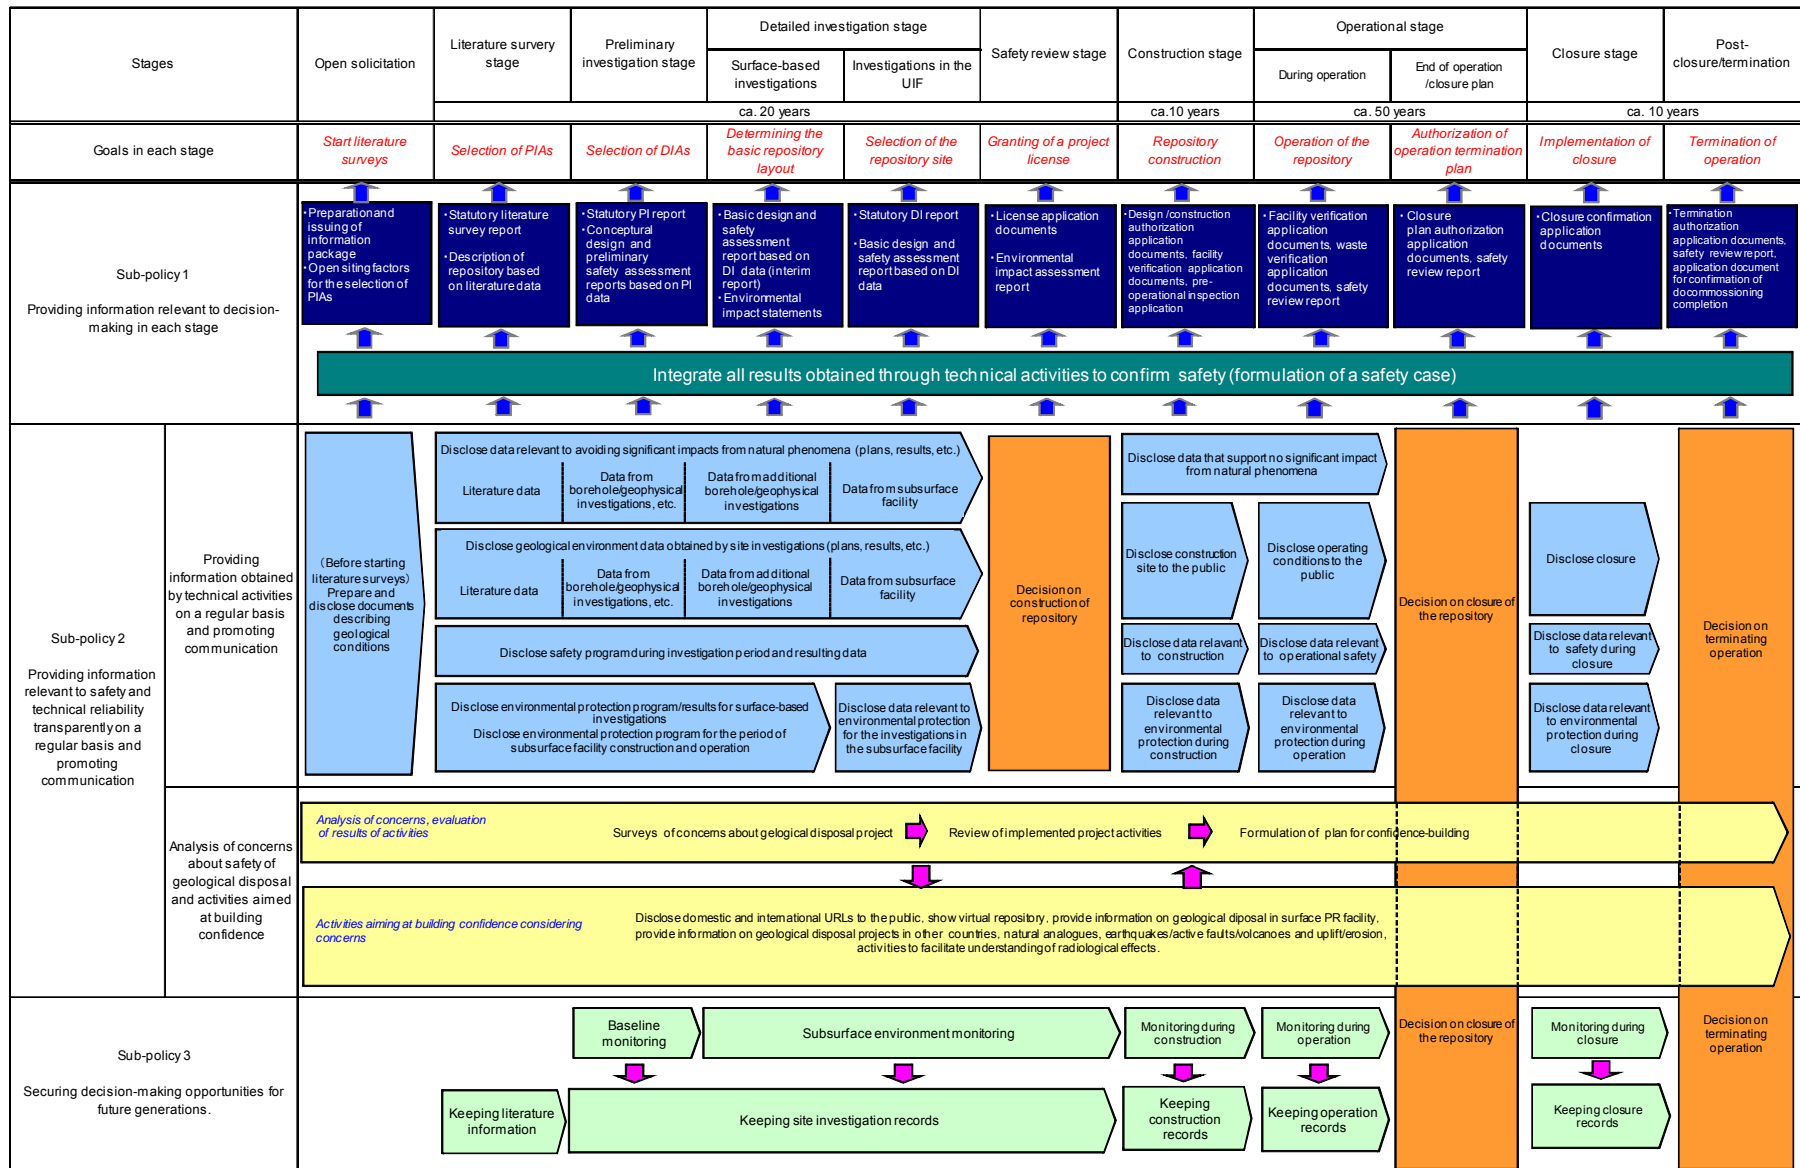 Stages
Open solicitation
Literature survery
stage
Preliminary
investigation stage
Detailed investigation stage
Surface-based
investigations
Investigations in the
UIF
Safety review stage
Construction stage
Operational stage
During operation
End of operation
/closure plan
Closure stage
Post-
closure/termination
ca. 20 years
ca.10 years
ca. 50 years
ca. 10 years
Goals in each stage
Start literature
surveys
Selection of PIAs
Selection of DIAs
Determining the
basic repository
layout
Selection of the
repository site
Granting of a project
license
Repository
construction
Operation of the
repository
Authorization of
operation termination
plan
Implementation of
closure
Termination of
operation
Sub-policy 1
Providing information relevant to decision-
making in each stage
・Preparation and
issuing of
information
package
・Open siting factors
for the selection of
PIAs
・Statutory literature
survey report
・Description of
repository based
on literature data
・Statutory PI report
・Conceptural
design and
preliminary
safety assessment
reports based on PI
data
・Basic design and
safety
assessment
report based on
DI data (interim
report)
・Environmental
impact statements
・Statutory DI report
・Basic design and
safety assessment
report based on DI
data
・License application
documents
・Environmental
impact assessment
report
・Design /construction
authorization
application
documents, facility
verification application
documents, pre-
operational inspection
application
・Facility verification
application
documents, waste
verification
application
documents, safety
review report
・Closure
plan authorization
application
documents, safety
review report
・Closure confirmation
application
documents
・Termination
authorization
application documents,
safety review report,
application document
for confirmation of
docommossioning
completion
Integrate all results obtained through technical activities to confirm safety (formulation of a safety case)
Sub-policy 2
Providing information
relevant to safety and
technical reliability
transparently on a
regular basis and
promoting
communication
Providing
information obtained
by technical activities
on a regular basis
and promoting
communication
(Before starting
literature surveys)
Prepare and
disclose documents
describing
geological
conditions
Disclose data relevant to avoiding significant impacts from natural phenomena (plans, results, etc.)
Literature data
Data from
borehole/geophysical
investigations, etc.
Data from additional
borehole/geophysical
investigations
Data from subsurface
facility
Disclose geological environment data obtained by site investigations (plans, results, etc.)
Literature data
Data from
borehole/geophysical
investigations, etc.
Data from additional
borehole/geophysical
investigations
Data from subsurface
facility
Disclose safety program during investigation period and resulting data
Disclose environmental protection program/results for surface-based
investigations
Disclose environmental protection program for the period of
subsurface facility construction and operation
Disclose data relevant to
environmental protection
for the investigations in
the subsurface facility
Decision on
construction of
repository
Disclose data that support no significant impact
from natural phenomena
Disclose construction
site to the public
Disclose operating
conditions to the
public
Disclose data relavant
to construction
Disclose data relevant
to operational safety
Disclose data
relevant to
environmental
protection during
construction
Disclose data
relevant to
environmental
protection during
operation
Decision on closure of
the repository
Disclose closure
Disclose data relevant
to safety during
closure
Disclose data relevant
to environmental
protection during
closure
Decision on
terminating
operation
Analysis of concerns
about safety of
geological disposal
and activities aimed
at building
confidence
Analysis of concerns, evaluation
of results of activities
Surveys of concerns about gelological disposal project
Review of implemented project activities
Formulation of plan for confidence-building
Activities aiming at building confidence considering
concerns
Disclose domestic and international URLs to the public, show virtual repository, provide information on geological diposal in surface PR facility,
provide information on geological disposal projects in other countries, natural analogues, earthquakes/active faults/volcanoes and uplift/erosion,
activities to facilitate understanding of radiological effects.
Sub-policy 3
Securing decision-making opportunities for
future generations.
Baseline
monitoring
Subsurface environment monitoring
Monitoring during
construction
Monitoring during
operation
Decision on closure of
the repository
Monitoring during
closure
Decision on
terminating
operation
Keeping literature
information
Keeping site investigation records
Keeping
construction
records
Keeping operation
records
Keeping closure
records